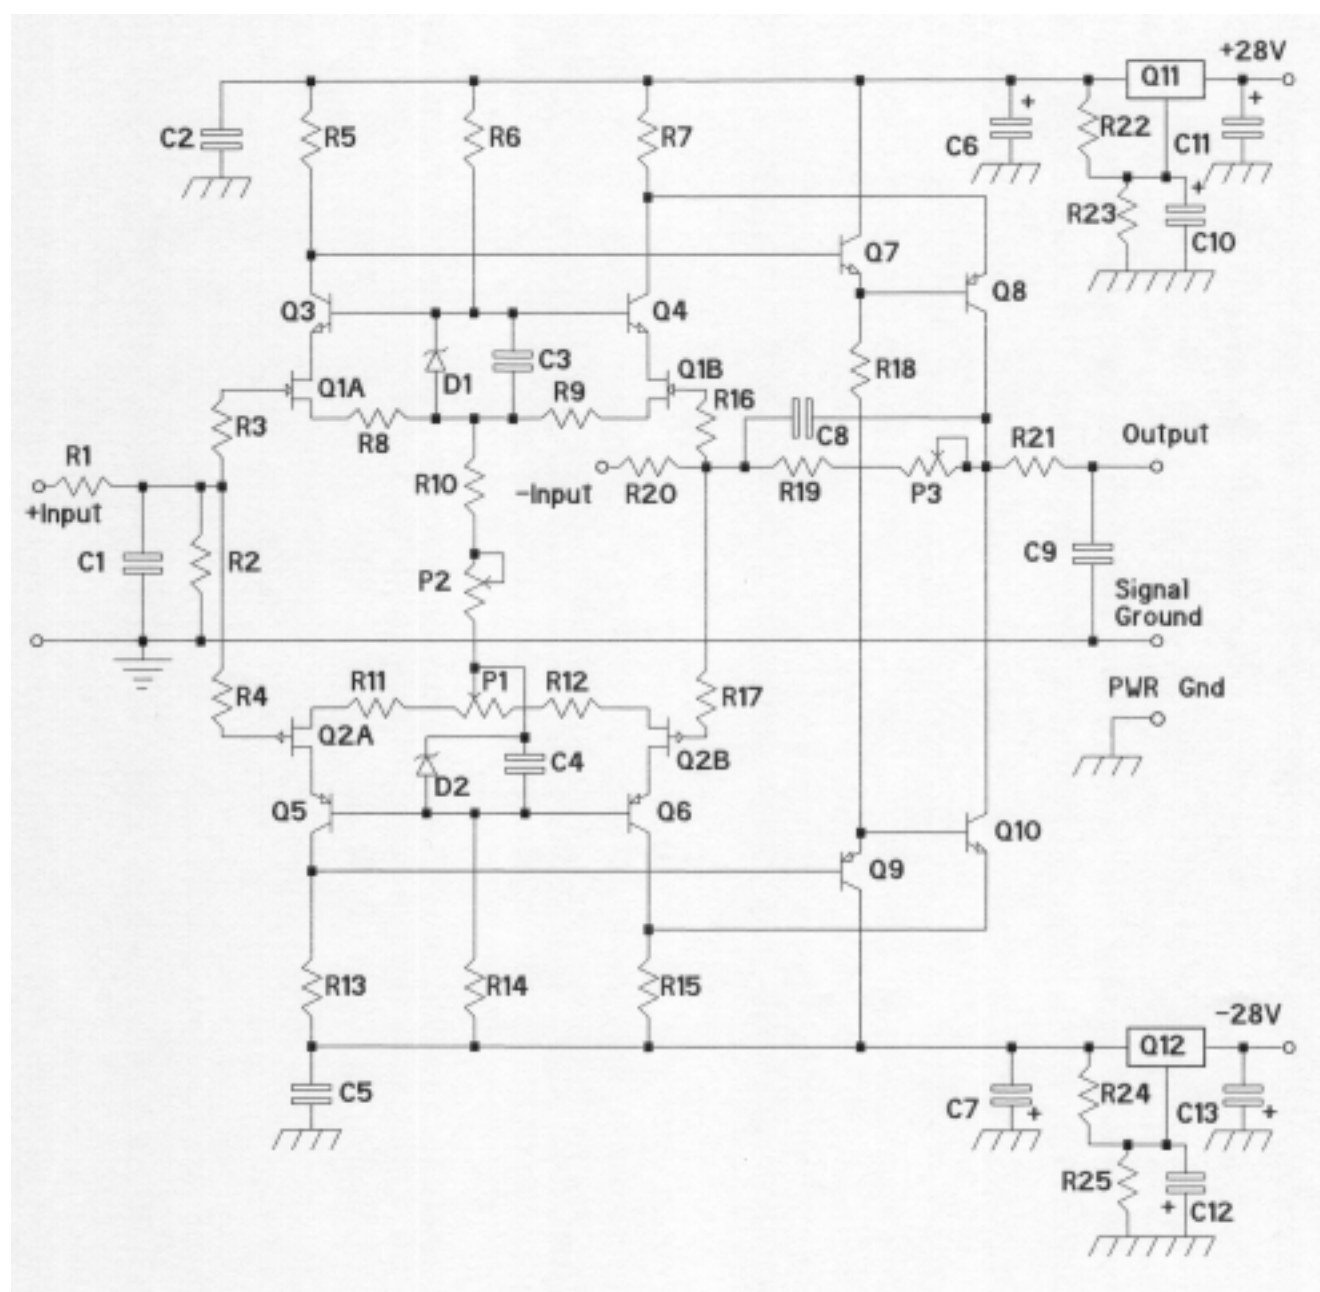 +28V
Q11
C2
R5
R6
R7
C6
R22
C11
R23
C10
Q7
Q8
Q3
Q4
C3
D1
Q1A
Q1B
R9
R18
R3
R8
R16
C8
R21
Output
R1
+Input
R10
-Input
R20
R19
P3
C1
R2
P2
C9
Signal
Ground
R4
R11
P1
R12
R17
PWR Gnd
Q2A
D2
C4
Q2B
Q5
Q6
Q10
Q9
R13
R14
R15
-28V
Q12
C5
C7
R24
C13
R25
C12